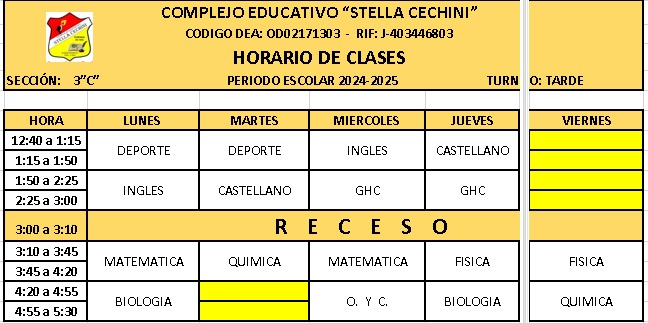 STELLA CECHINI
COMPLEJO EDUCATIVO “STELLA CECHINI”
CODIGO DEA: OD02171303 - RIF: J-403446803
HORARIO DE CLASES
SECCIÓN: 3”C” PERIODO ESCOLAR 2024-2025 TURN O: TARDE
HORA LUNES MARTES MIERCOLES JUEVES VIERNES
12:40 a 1:15
DEPORTE DEPORTE INGLES CASTELLANO
1:15 a 1:50
1:50 a 2:25
INGLES CASTELLANO GHC GHC
2:25 a 3:00
3:00 a 3:10 R E C E S O
3:10 a 3:45
MATEMATICA QUIMICA MATEMATICA FISICA FISICA
3:45 a 4:20
4:20 a 4:55
BIOLOGIA O. Y C. BIOLOGIA QUIMICA
4:55 a 5:30